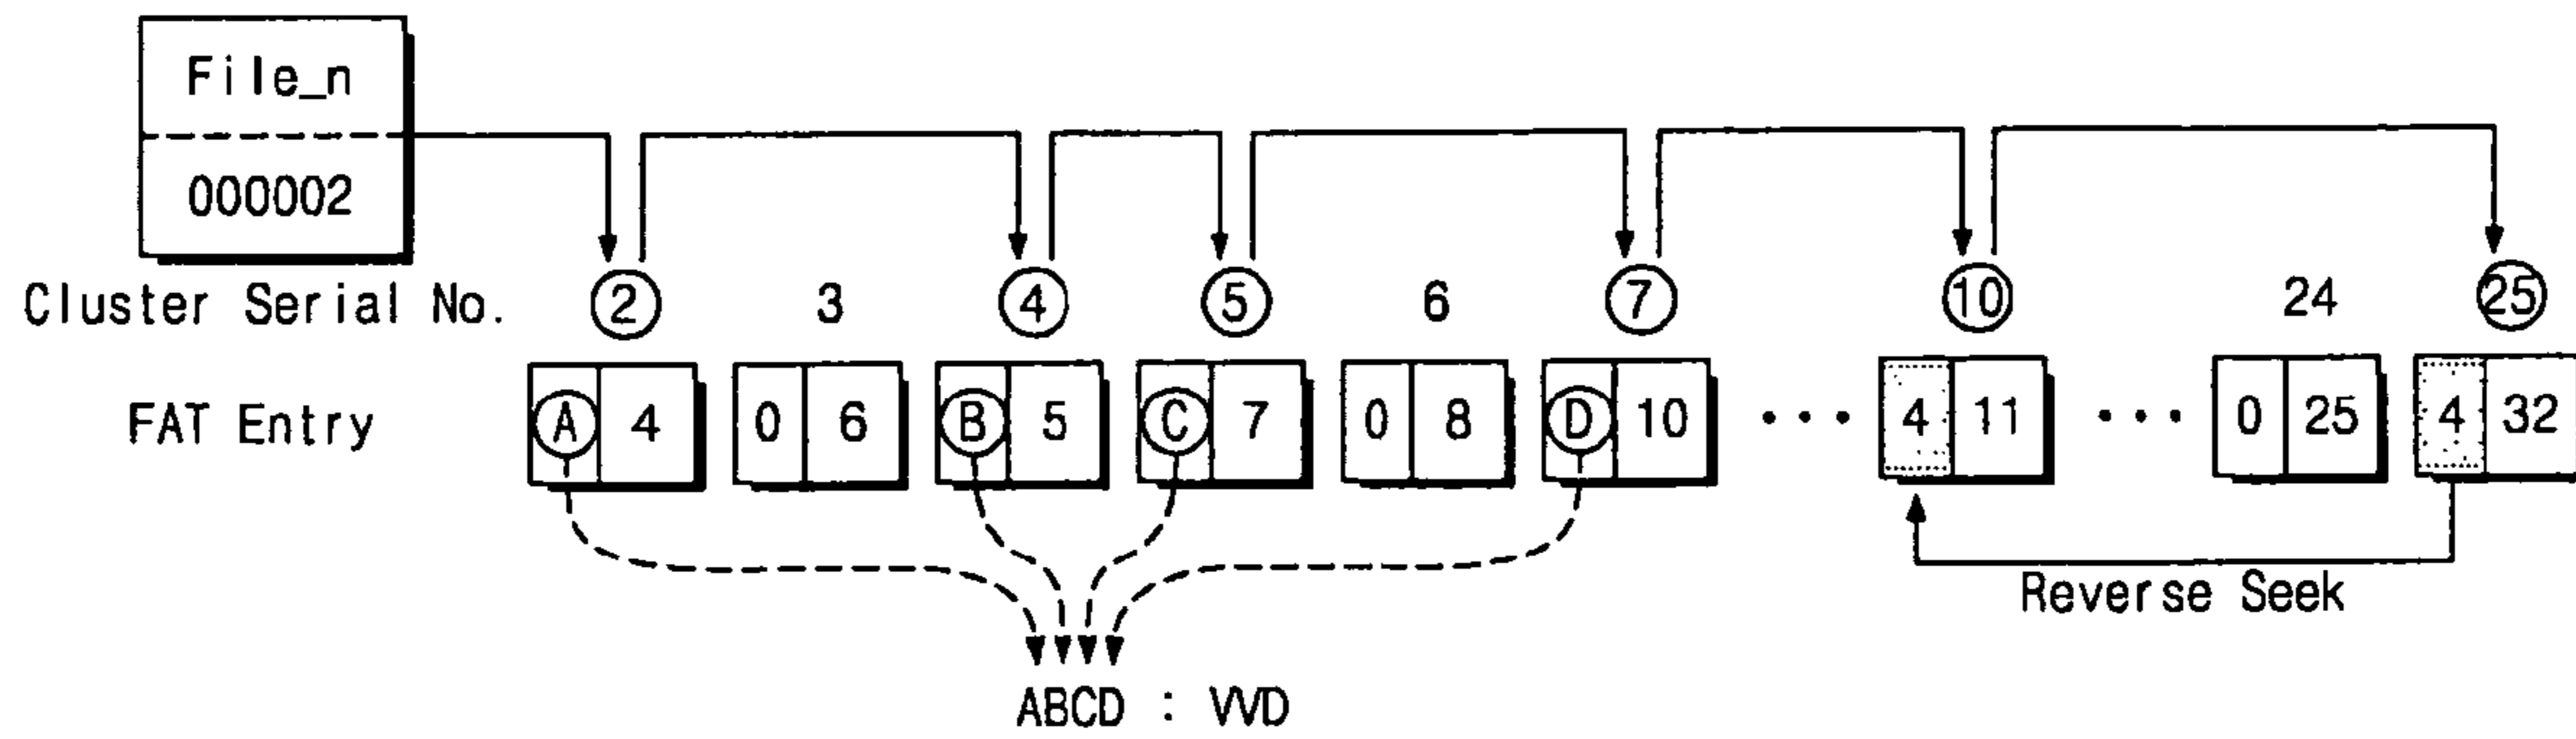 File_n
000002
Cluster Serial No. 2 3 4 5 6 7 10 24 25
FAT Entry A 4 0 6 B 5 C 7 0 8 D 10 ••• 4 11 ••• 0 25 4 32
Reverse Seek
ABCD : VVD